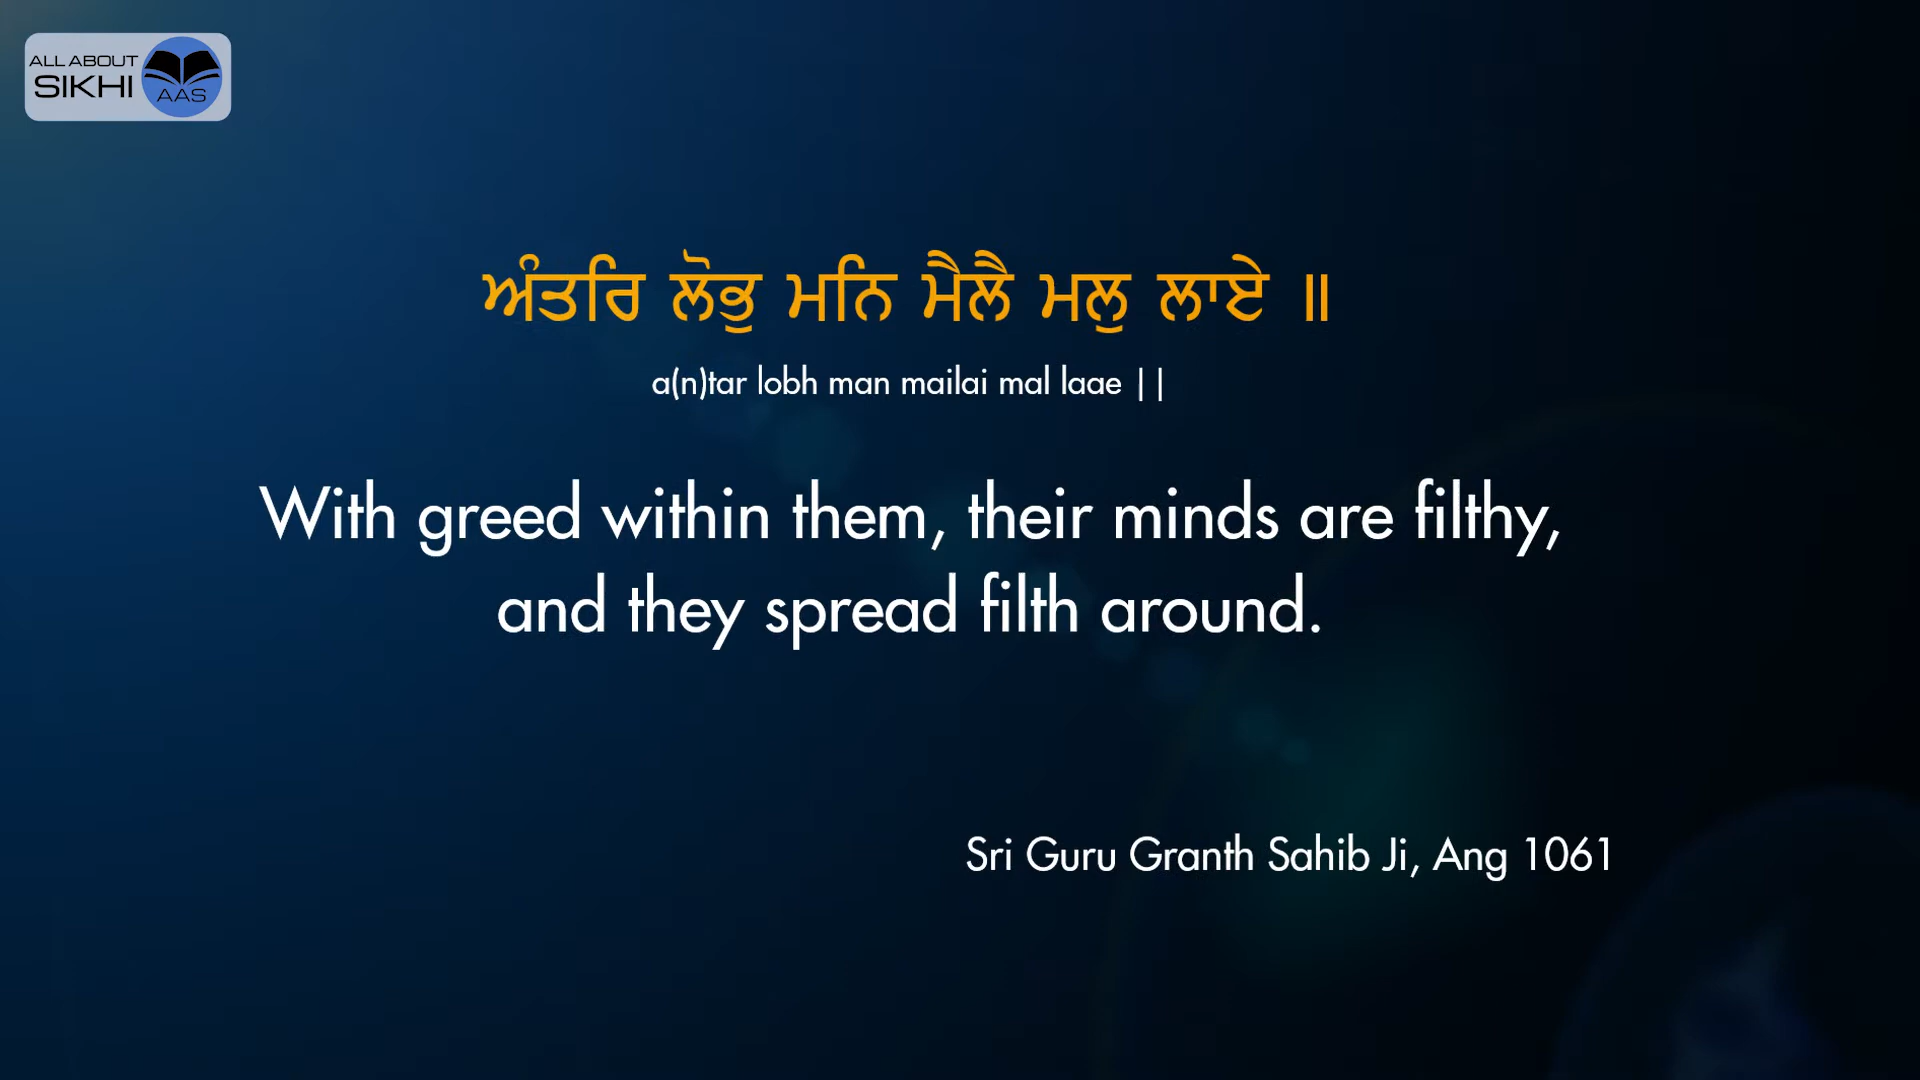 ALL ABOUT
SIKHI
AAS
ਅੰਤਰਿ ਲੋਭੁ ਮਨਿ ਮੈਲੈ ਮਲੁ ਲਾਏ ॥
a(n)tar lobh man mailai mal laae ||
With greed within them, their minds are filthy,
and they spread filth around.
Sri Guru Granth Sahib Ji, Ang 1061